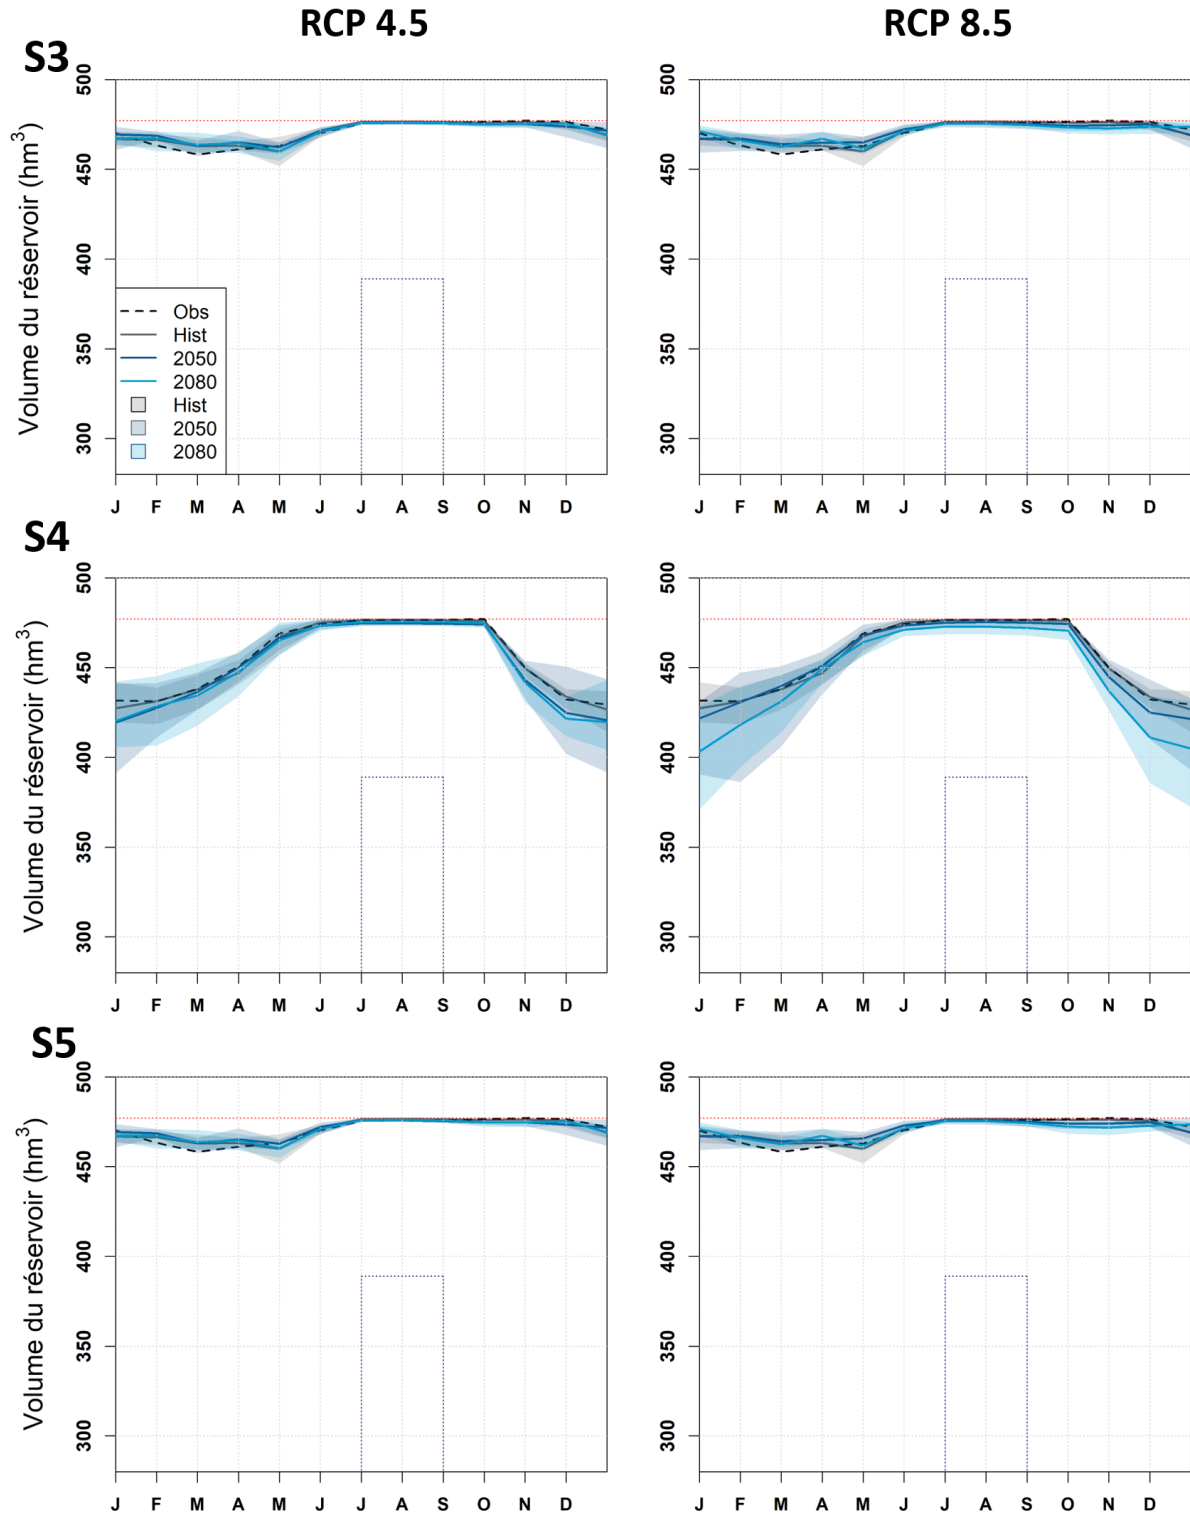 RCP 4.5 RCP 8.5
S3
Volume du réservoir (hm³)
500 500
450 450
400 400
350 350
300 300
Obs
Hist
2050
2080
Hist
2050
2080
J F M A M J J A S O N D J F M A M J J A S O N D
S4
Volume du réservoir (hm³)
500 500
450 450
400 400
350 350
300 300
J F M A M J J A S O N D J F M A M J J A S O N D
S5
Volume du réservoir (hm³)
500 500
450 450
400 400
350 350
300 300
J F M A M J J A S O N D J F M A M J J A S O N D